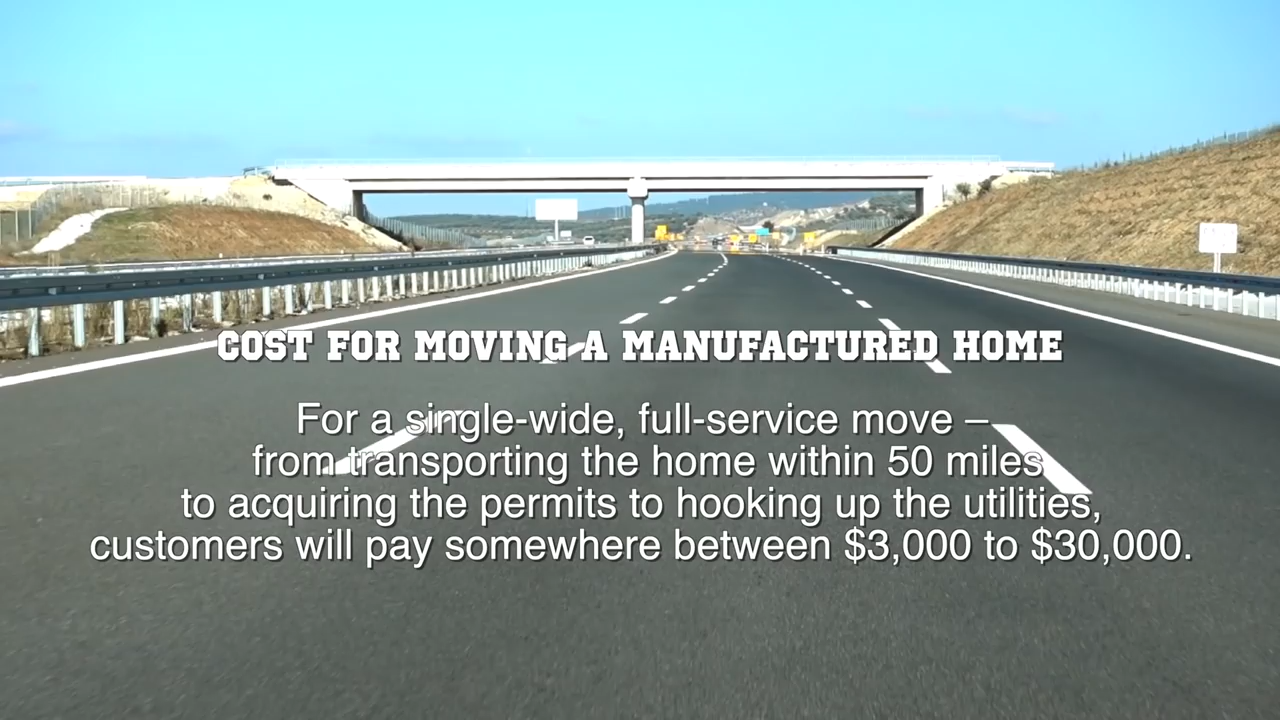 COST FOR MOVING A MANUFACTURED HOME
For a single-wide, full-service move –
from transporting the home within 50 miles
to acquiring the permits to hooking up the utilities,
customers will pay somewhere between $3,000 to $30,000.